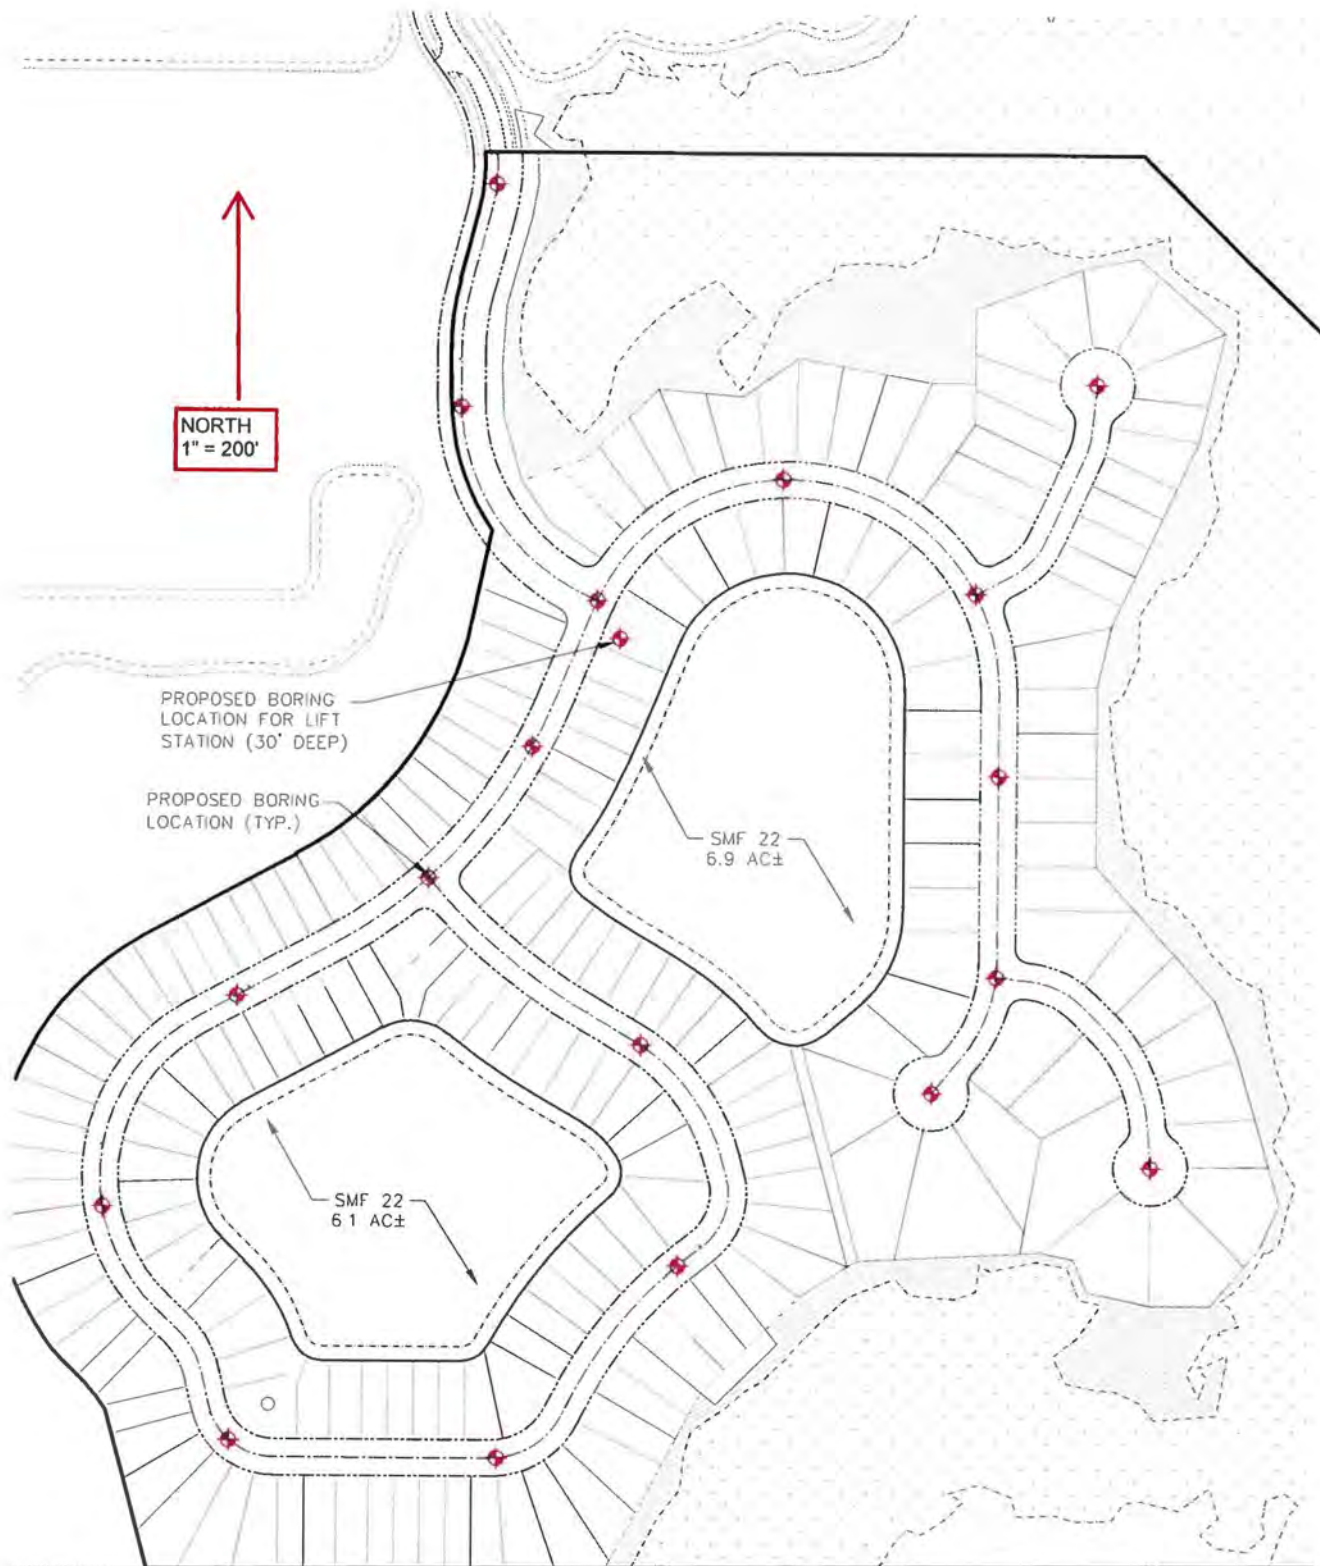 NORTH
1" = 200'
PROPOSED BORING
LOCATION FOR LIFT
STATION (30' DEEP)
PROPOSED BORING
LOCATION (TYP.)
SMF 22
6.9 AC±
SMF 22
6.1 AC±